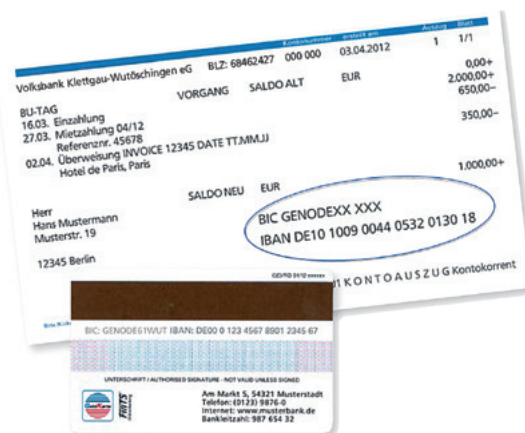 Kontonummer erstellt am Auszug Blatt
Volksbank Klettgau-Wutöschingen eG BLZ: 68462427 000 000 03.04.2012 1 1/1
BU-TAG VORGANG SALDO ALT EUR 0,00+
16.03. Einzahlung 2.000,00+
27.03. Mietzahlung 04/12 650,00-
Referenznr. 45678
02.04. Überweisung INVOICE 12345 DATE TT.MM.JJ 350,00-
Hotel de Paris, Paris
SALDO NEU EUR 1.000,00+
Herr
Hans Mustermann
Musterstr. 19
12345 Berlin
BIC GENODEXX XXX
IBAN DE10 1009 0044 0532 0130 18
KONTOAUSZUG Kontokorrent
BIC: GENODE61WUT IBAN: DE00 0 123 4567 8901 2345 67
UNTERSCHRIFT / AUTHORISED SIGNATURE - NOT VALID UNLESS SIGNED
Am Markt 5, 54321 Musterstadt
Telefon: (0123) 9876-0
Internet: www.musterbank.de
Bankleitzahl: 987 654 32